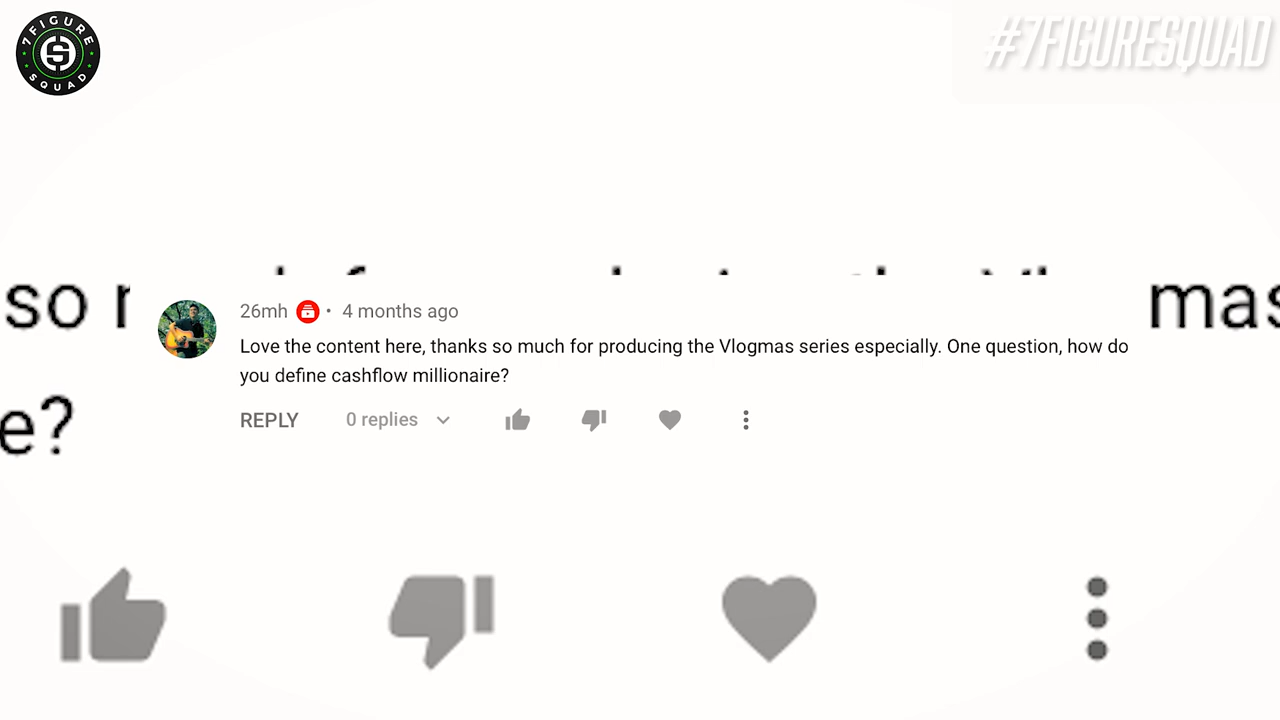 7 FIGURE
SQUAD
#7FIGURESQUAD
so
mas
e?
26mh • 4 months ago
Love the content here, thanks so much for producing the Vlogmas series especially. One question, how do
you define cashflow millionaire?
REPLY 0 replies